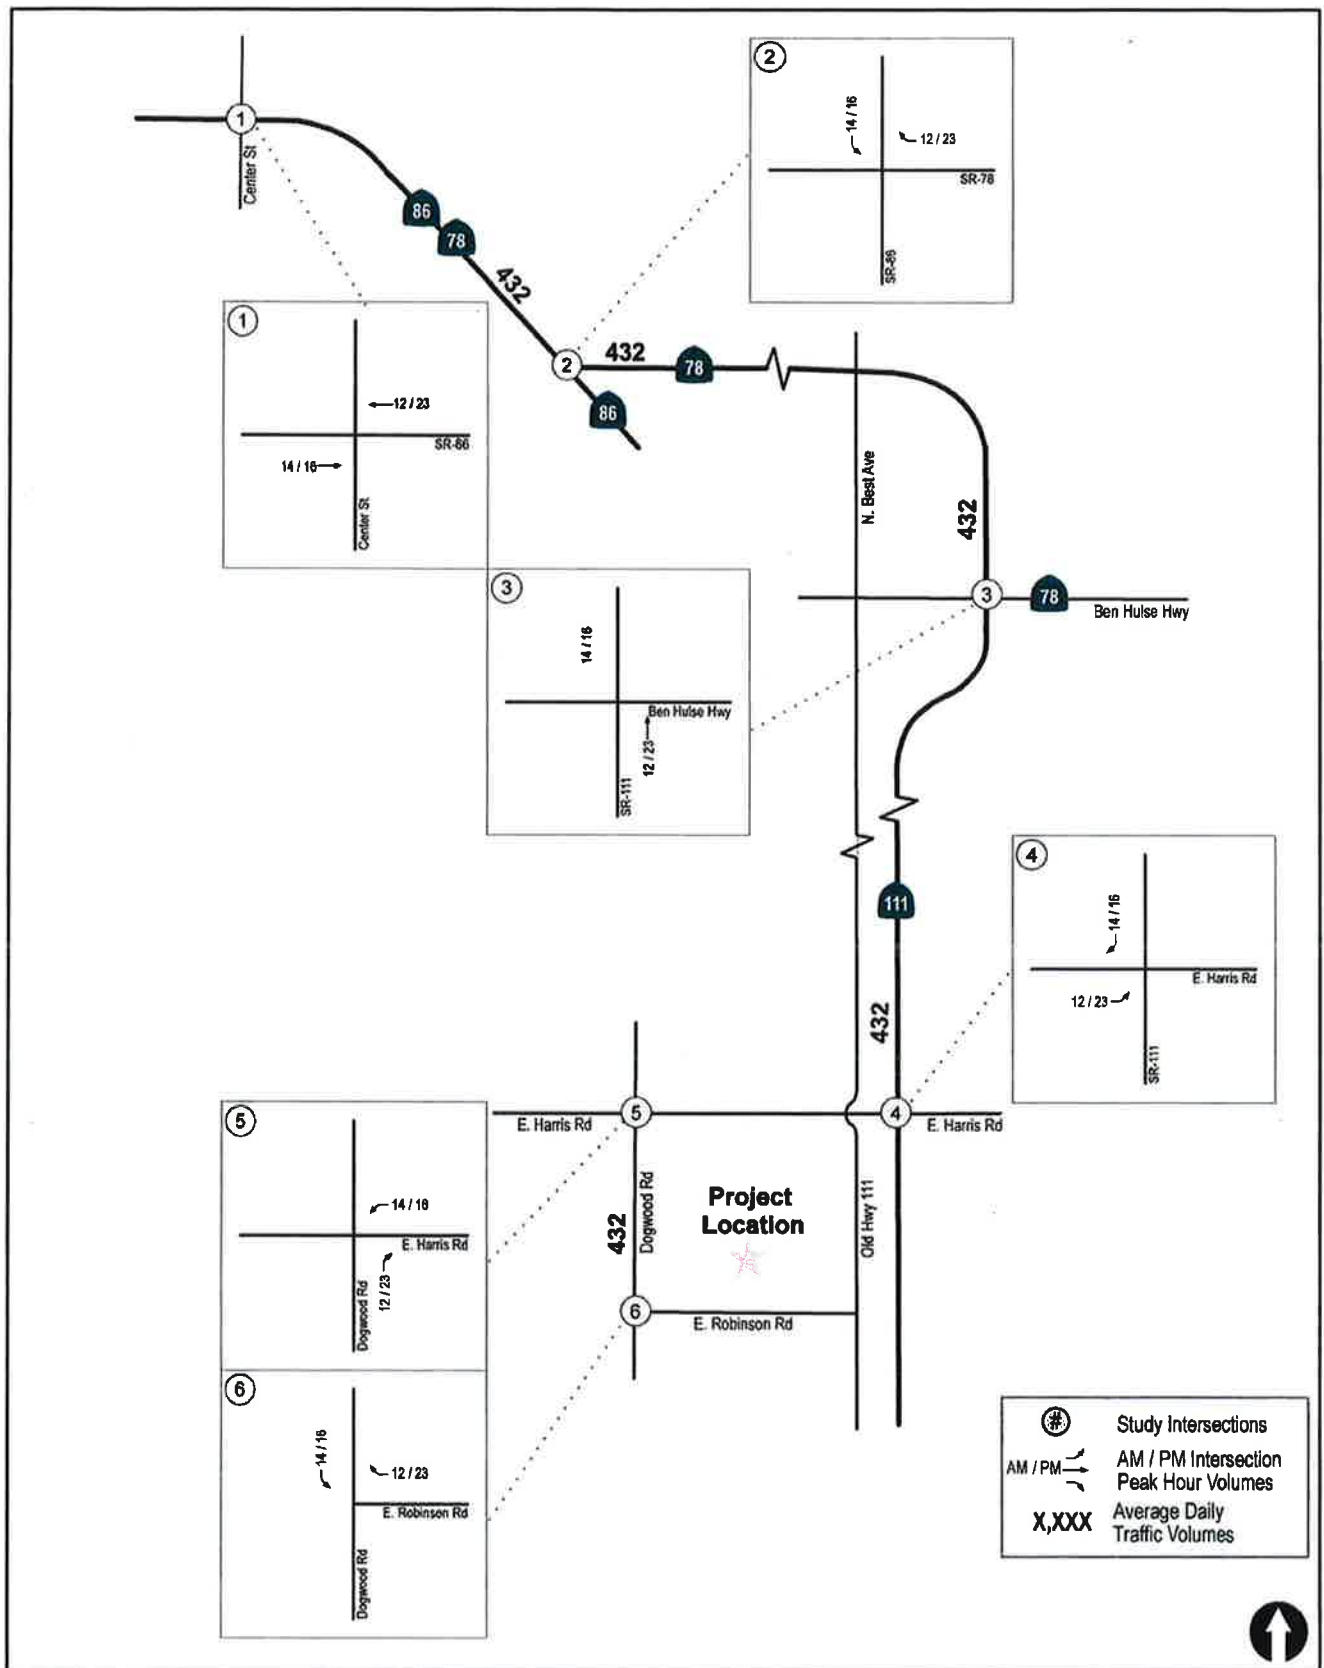 1
Center St
86
78
432
2
432
78
86
2
14 / 16
12 / 23
SR-78
SR-86
1
12 / 23
SR-86
14 / 16
Center St
N. Best Ave
432
3
78
Ben Hulse Hwy
3
14 / 16
Ben Hulse Hwy
12 / 23
SR-111
111
432
4
14 / 16
E. Harris Rd
12 / 23
SR-111
E. Harris Rd
5
4
E. Harris Rd
5
14 / 16
E. Harris Rd
12 / 23
Dogwood Rd
432
Dogwood Rd
Project
Location
Old Hwy 111
6
E. Robinson Rd
6
14 / 16
12 / 23
E. Robinson Rd
Dogwood Rd
# Study Intersections
AM / PM
AM / PM Intersection
Peak Hour Volumes
X,XXX
Average Daily
Traffic Volumes